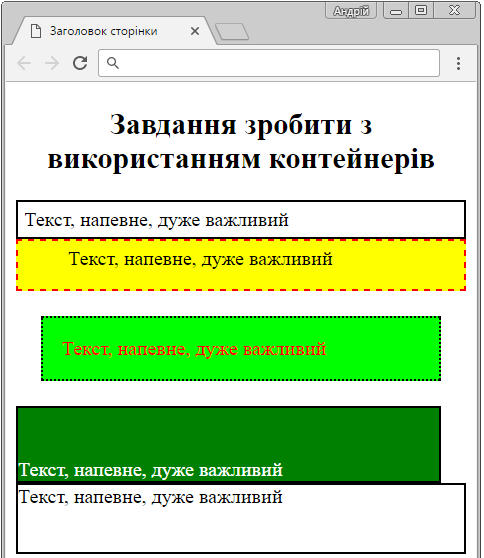 Андрій
Заголовок сторінки
Завдання зробити з
використанням контейнерів
Текст, напевне, дуже важливий
Текст, напевне, дуже важливий
Текст, напевне, дуже важливий
Текст, напевне, дуже важливий
Текст, напевне, дуже важливий